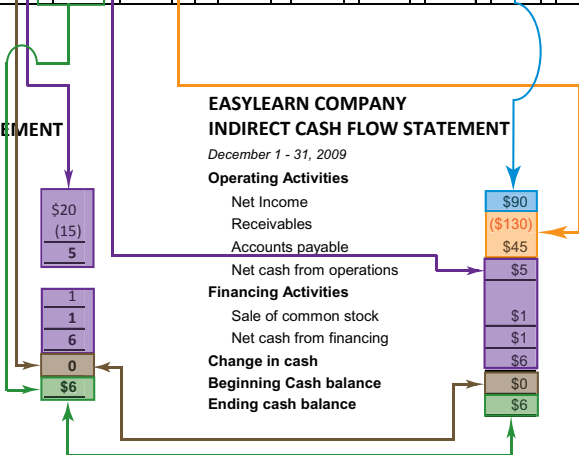 EMENT
$20
(15)
5
1
1
6
0
$6
EASYLEARN COMPANY
INDIRECT CASH FLOW STATEMENT
December 1 - 31, 2009
Operating Activities
Net Income $90
Receivables ($130)
Accounts payable $45
Net cash from operations $5
Financing Activities
Sale of common stock $1
Net cash from financing $1
Change in cash $6
Beginning Cash balance $0
Ending cash balance $6